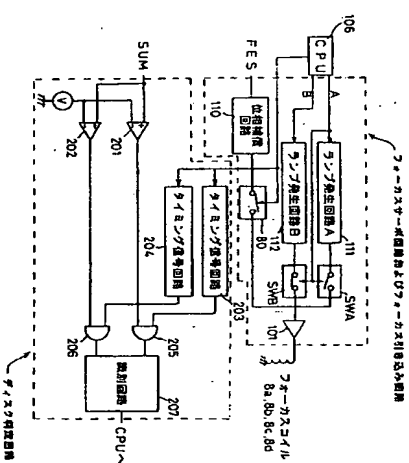 フォーカスサーボ回路およびフォーカス引き込み回路
106
CPU
A
B
ランプ発生回路A
111
ランプ発生回路B
112
SWA
SWB
101
フォーカスコイル
8a,8b,8c,8d
FES
110
位相補信
回路
80
SUM
タイミング信号回路
203
タイミング信号回路
204
V
201
202
205
206
識別回路
207
CPUへ
ディスク判定回路